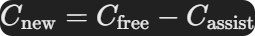 C_new = C_free − C_assist